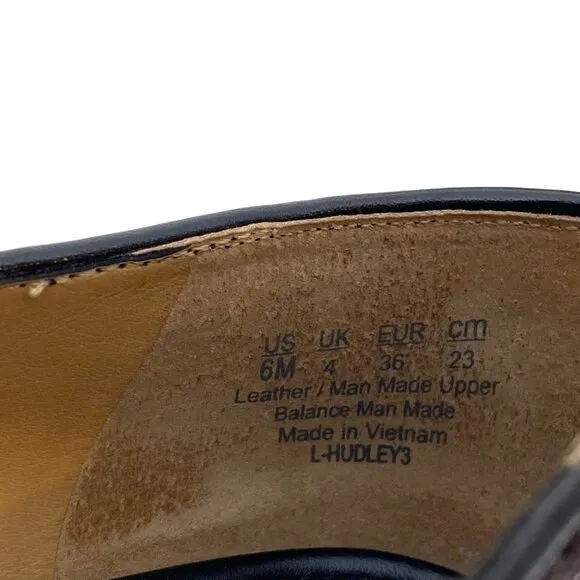 US UK EUR cm
6M 4 36 23
Leather / Man Made Upper
Balance Man Made
Made in Vietnam
L-HUDLEY3